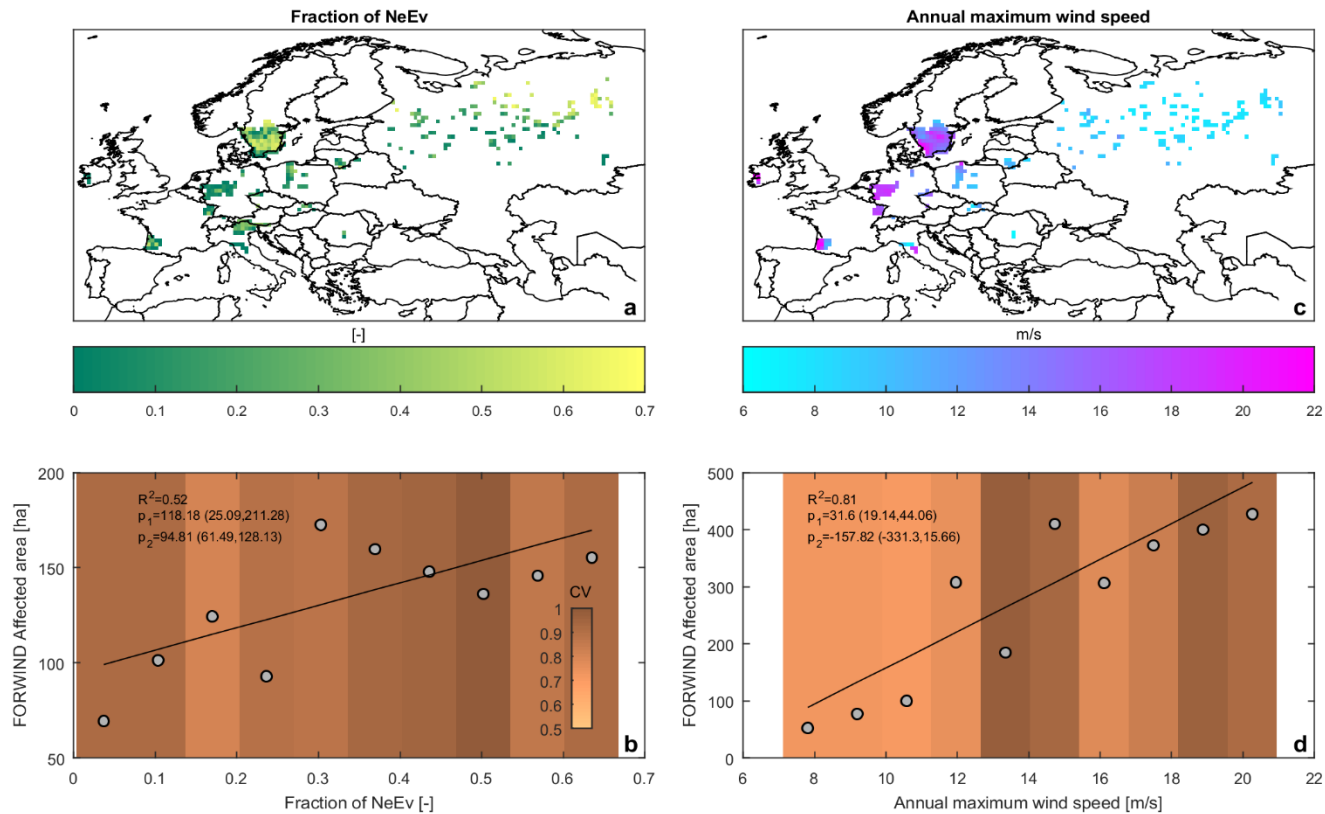 Fraction of NeEv
a
[-]
0 0.1 0.2 0.3 0.4 0.5 0.6 0.7
Annual maximum wind speed
c
m/s
6 8 10 12 14 16 18 20 22
FORWIND Affected area [ha]
200
150
100
50
R²=0.52
p₁=118.18 (25.09,211.28)
p₂=94.81 (61.49,128.13)
CV
1
0.9
0.8
0.7
0.6
0.5
b
0 0.1 0.2 0.3 0.4 0.5 0.6 0.7
Fraction of NeEv [-]
FORWIND Affected area [ha]
500
400
300
200
100
0
R²=0.81
p₁=31.6 (19.14,44.06)
p₂=-157.82 (-331.3,15.66)
d
6 8 10 12 14 16 18 20 22
Annual maximum wind speed [m/s]